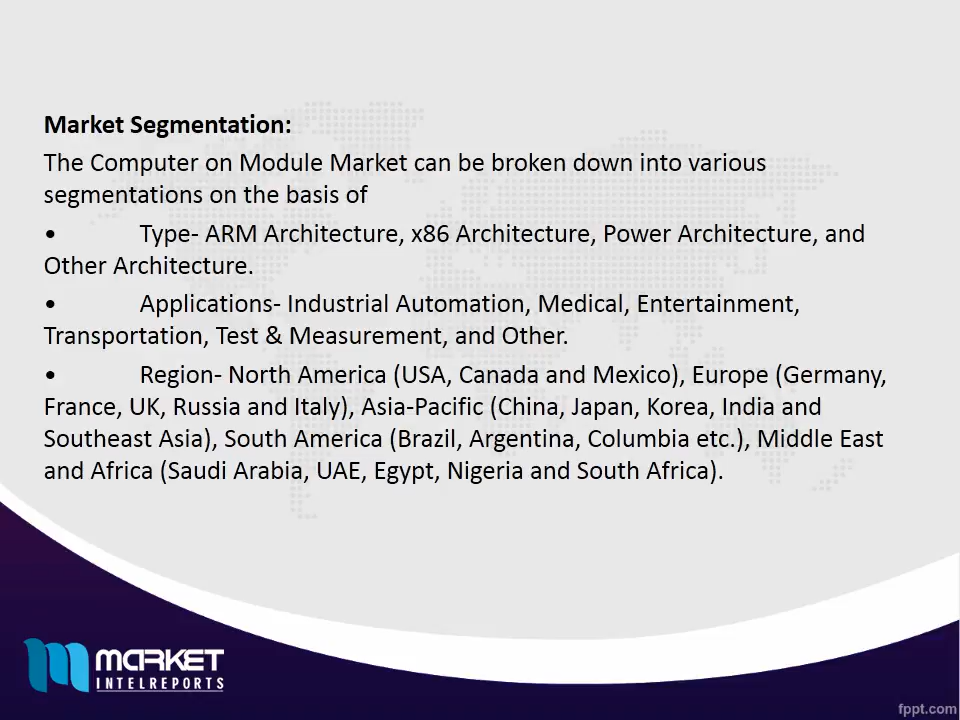 Market Segmentation:
The Computer on Module Market can be broken down into various
segmentations on the basis of
• Type- ARM Architecture, x86 Architecture, Power Architecture, and
Other Architecture.
• Applications- Industrial Automation, Medical, Entertainment,
Transportation, Test & Measurement, and Other.
• Region- North America (USA, Canada and Mexico), Europe (Germany,
France, UK, Russia and Italy), Asia-Pacific (China, Japan, Korea, India and
Southeast Asia), South America (Brazil, Argentina, Columbia etc.), Middle East
and Africa (Saudi Arabia, UAE, Egypt, Nigeria and South Africa).
MARKET
INTELREPORTS
fppt.com